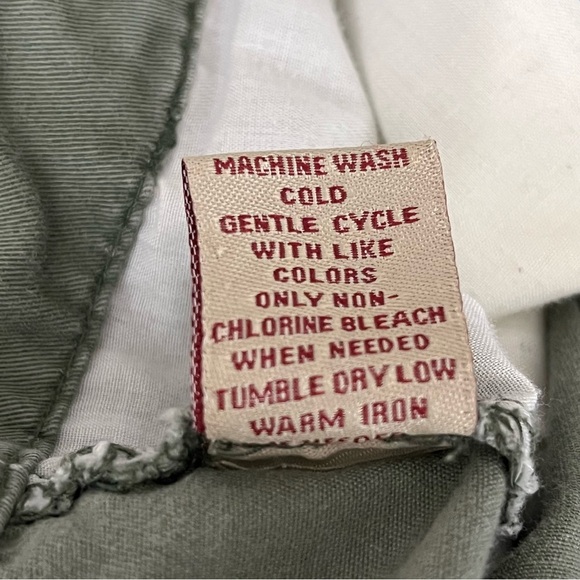 MACHINE WASH
COLD
GENTLE CYCLE
WITH LIKE
COLORS
ONLY NON-
CHLORINE BLEACH
WHEN NEEDED
TUMBLE DRY LOW
WARM IRON